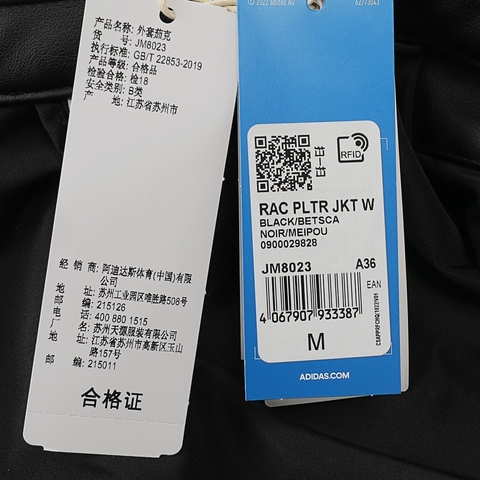 产品名称: 外套茄克
货 号: JM8023
执行标准: GB/T 22853-2019
产品等级: 合格品
检验合格: 检18
安全类别: B类
产 地: 江苏省苏州市
经 销 商: 阿迪达斯体育(中国)有限
公司
地 址: 苏州工业园区唯胜路508号
邮 编: 215126
电 话: 400 880 1515
厂 名: 苏州天源服装有限公司
地 址: 江苏省苏州市高新区玉山
路157号
邮 编: 215011
合格证
© 2022 adidas AG
62773043
RFID
RAC PLTR JKT W
BLACK/BETSCA
NOIR/MEIPOU
0900029828
JM8023 A36
EAN
4 067907 933387
M
ADIDAS.COM